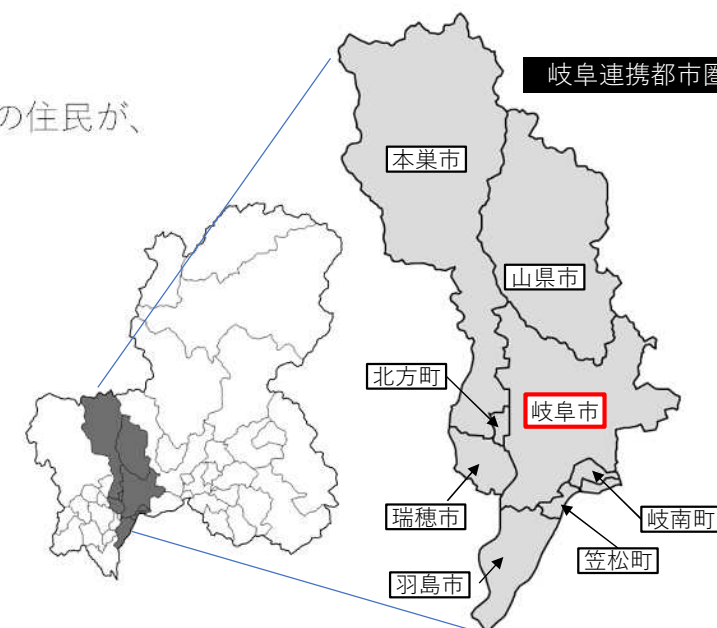 の住民が、
岐阜連携都市圏
本巣市
山県市
北方町
岐阜市
瑞穂市
岐南町
笠松町
羽島市